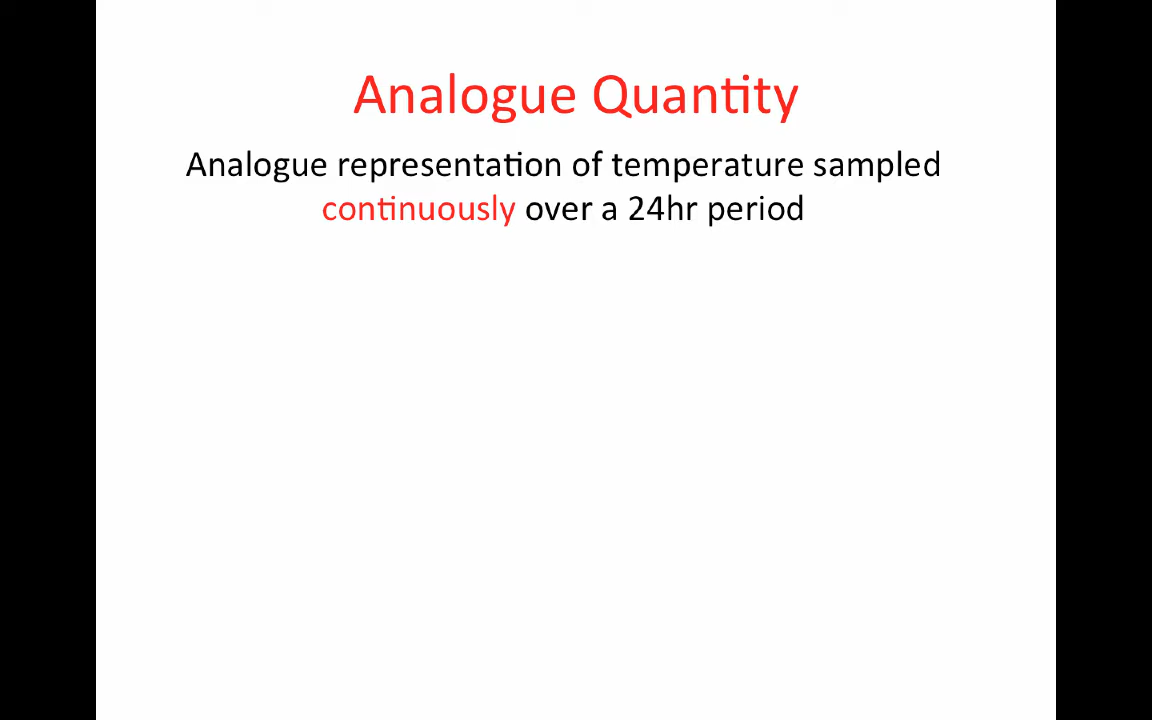 Analogue Quantity
Analogue representation of temperature sampled
continuously over a 24hr period